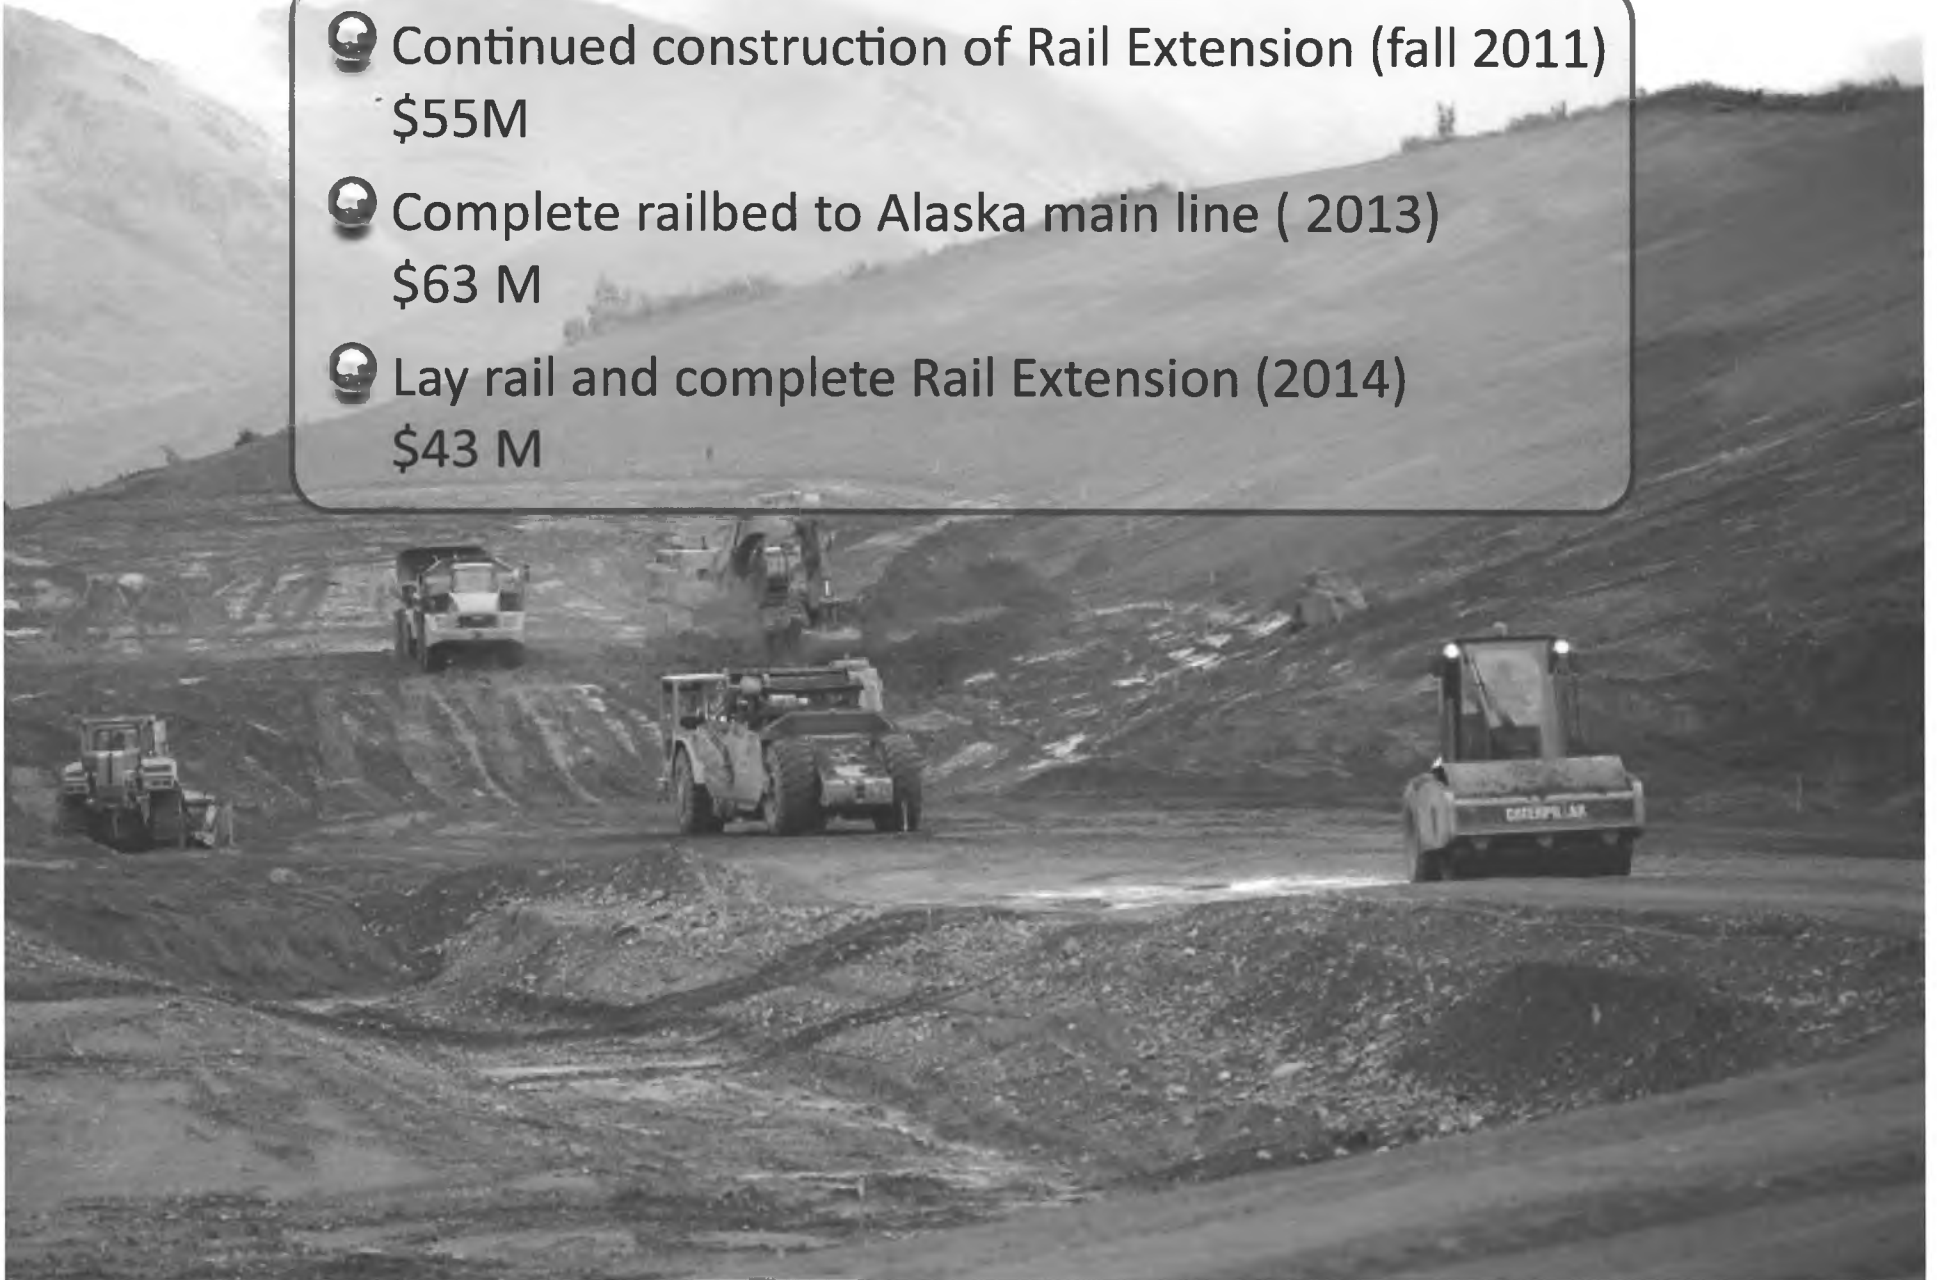 Continued construction of Rail Extension (fall 2011)
$55M
Complete railbed to Alaska main line ( 2013)
$63 M
Lay rail and complete Rail Extension (2014)
$43 M
CATERPILLAR